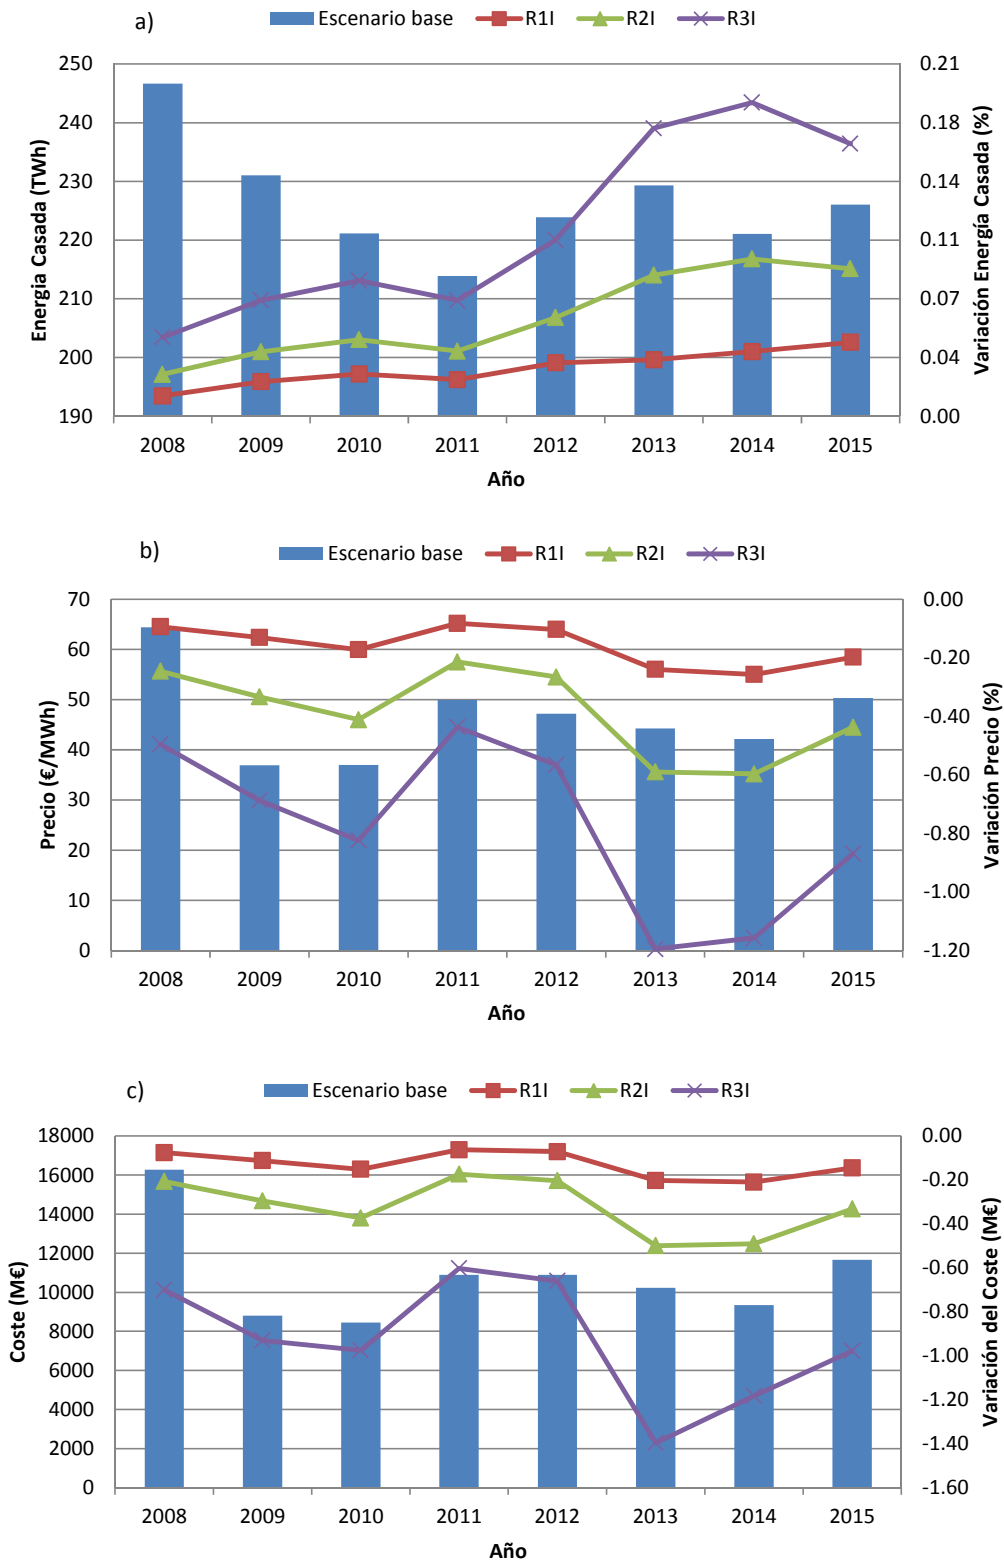 a)
Escenario base R1I R2I R3I
Energía Casada (TWh)
250
240
230
220
210
200
190
0.21
0.18
0.14
0.11
0.07
0.04
0.00
Variación Energía Casada (%)
2008 2009 2010 2011 2012 2013 2014 2015
Año
b)
Escenario base R1I R2I R3I
Precio (€/MWh)
70
60
50
40
30
20
10
0
0.00
-0.20
-0.40
-0.60
-0.80
-1.00
-1.20
Variación Precio (%)
2008 2009 2010 2011 2012 2013 2014 2015
Año
c)
Escenario base R1I R2I R3I
Coste (M€)
18000
16000
14000
12000
10000
8000
6000
4000
2000
0
0.00
-0.20
-0.40
-0.60
-0.80
-1.00
-1.20
-1.40
-1.60
Variación del Coste (M€)
2008 2009 2010 2011 2012 2013 2014 2015
Año